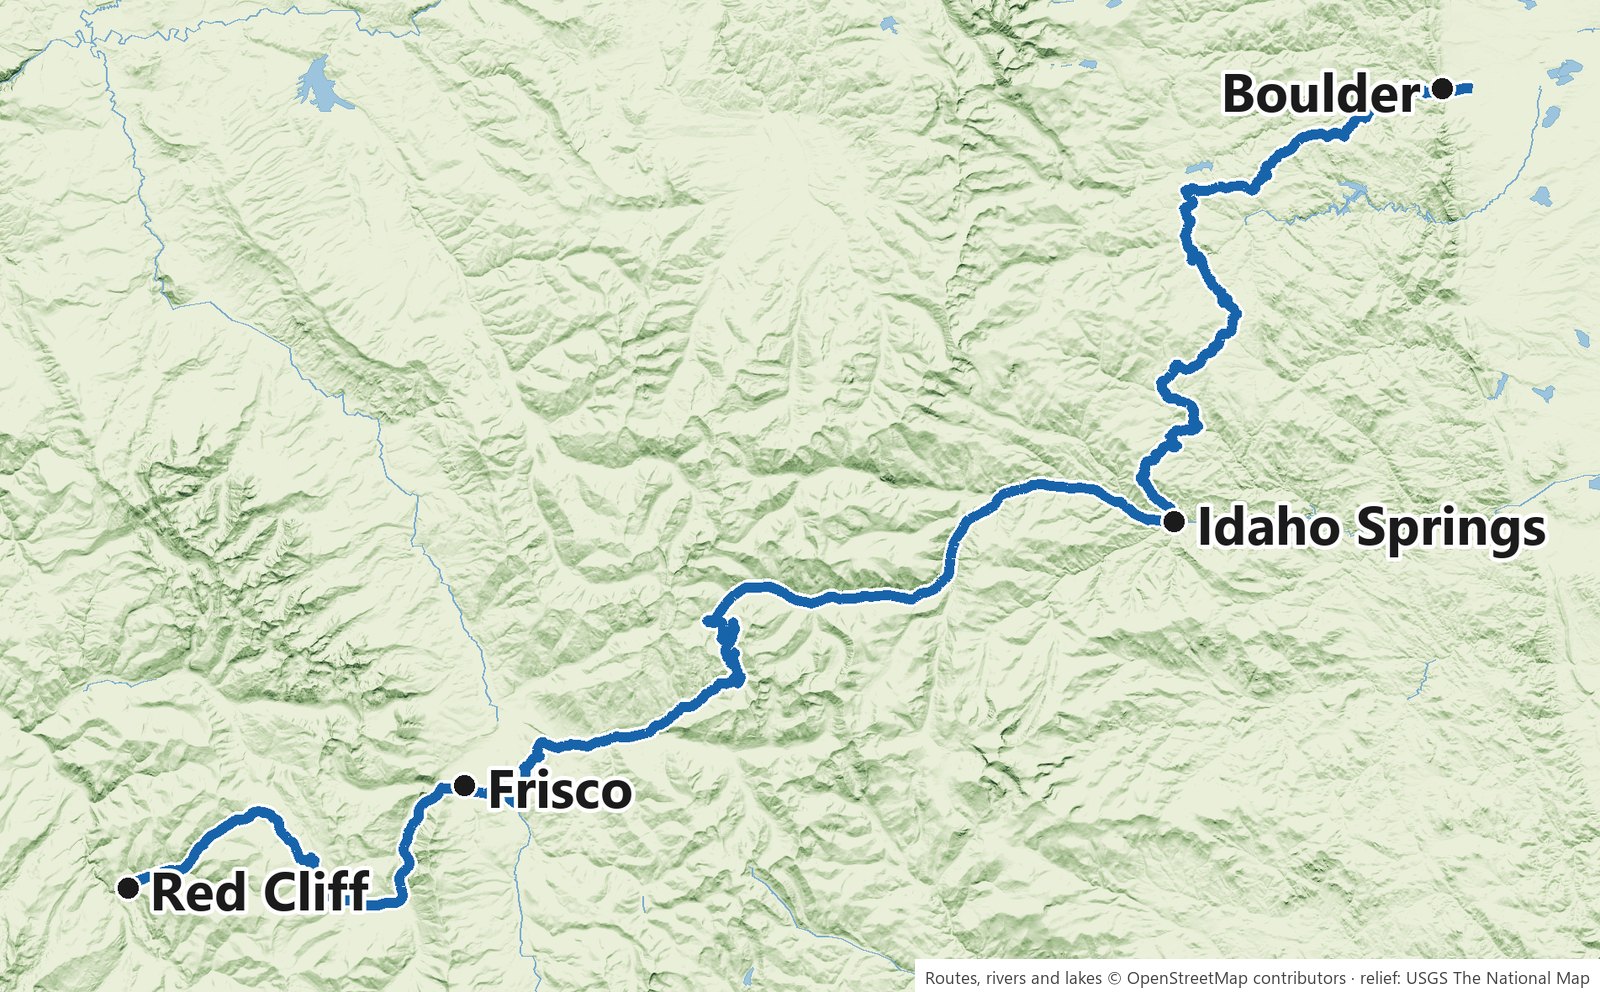 Boulder
Idaho Springs
Frisco
Red Cliff
Routes, rivers and lakes © OpenStreetMap contributors · relief: USGS The National Map